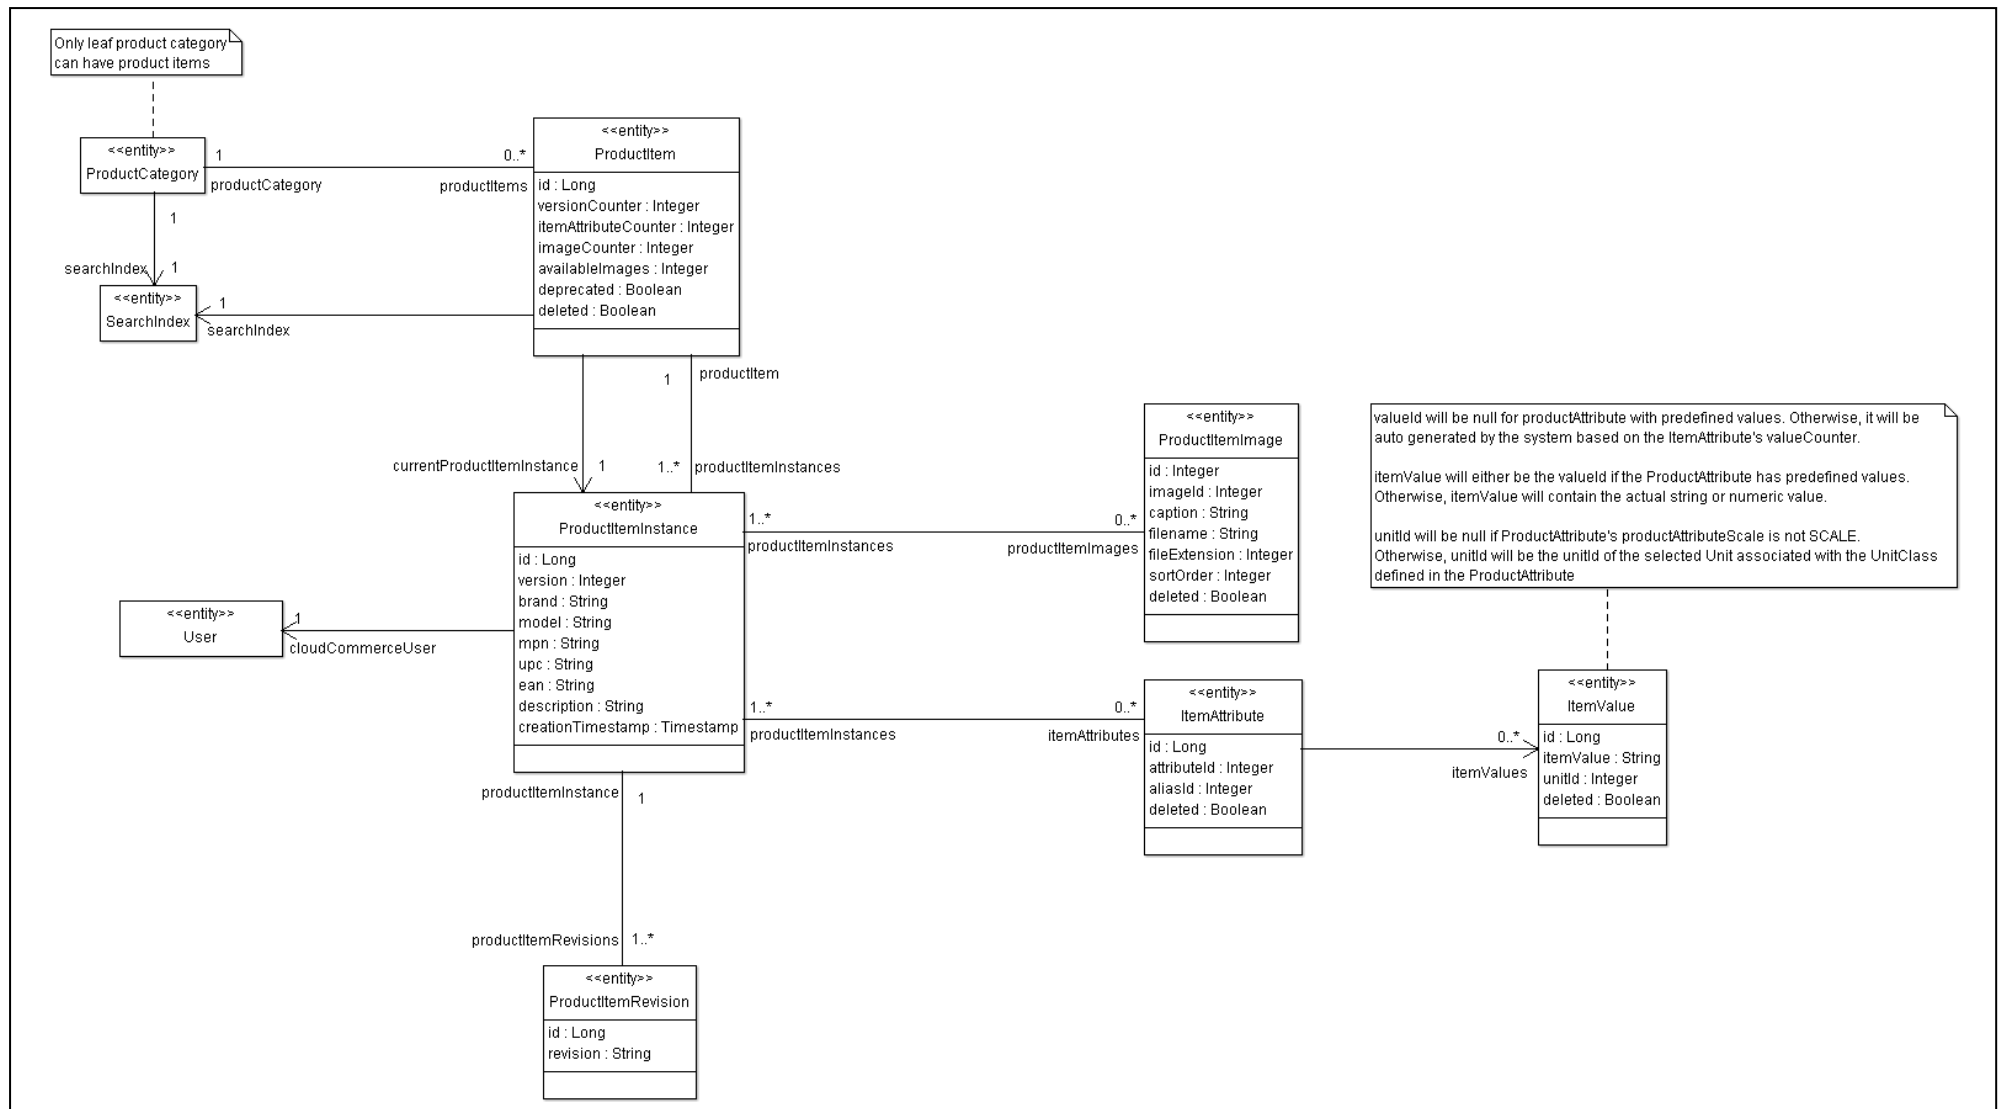 Only leaf product category
can have product items
<<entity>>
ProductCategory
1
productCategory
0..*
productItems
<<entity>>
ProductItem
id : Long
versionCounter : Integer
itemAttributeCounter : Integer
imageCounter : Integer
availableImages : Integer
deprecated : Boolean
deleted : Boolean
1
searchIndex
1
<<entity>>
SearchIndex
1
searchIndex
1
productItem
currentProductItemInstance
1
1..*
productItemInstances
<<entity>>
ProductItemInstance
id : Long
version : Integer
brand : String
model : String
mpn : String
upc : String
ean : String
description : String
creationTimestamp : Timestamp
1..*
productItemInstances
0..*
productItemImages
<<entity>>
ProductItemImage
id : Integer
imageId : Integer
caption : String
filename : String
fileExtension : Integer
sortOrder : Integer
deleted : Boolean
valueId will be null for productAttribute with predefined values. Otherwise, it will be
auto generated by the system based on the ItemAttribute's valueCounter.
itemValue will either be the valueId if the ProductAttribute has predefined values.
Otherwise, itemValue will contain the actual string or numeric value.
unitId will be null if ProductAttribute's productAttributeScale is not SCALE.
Otherwise, unitId will be the unitId of the selected Unit associated with the UnitClass
defined in the ProductAttribute
<<entity>>
User
1
cloudCommerceUser
1..*
productItemInstances
0..*
itemAttributes
<<entity>>
ItemAttribute
id : Long
attributeId : Integer
aliasId : Integer
deleted : Boolean
0..*
itemValues
<<entity>>
ItemValue
id : Long
itemValue : String
unitId : Integer
deleted : Boolean
productItemInstance
1
productItemRevisions
1..*
<<entity>>
ProductItemRevision
id : Long
revision : String